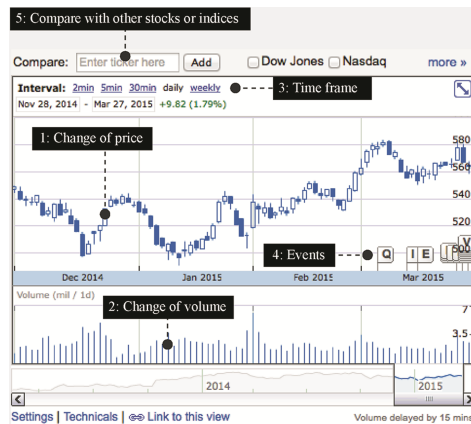 5: Compare with other stocks or indices
Compare: Enter ticker here Add Dow Jones Nasdaq more »
Interval: 2min 5min 30min daily weekly 3: Time frame
Nov 28, 2014 - Mar 27, 2015 +9.82 (1.79%)
1: Change of price
580
560
540
520
500
4: Events Q I E V
Dec 2014 Jan 2015 Feb 2015 Mar 2015
Volume (mil / 1d)
2: Change of volume
7
3.5
2014 2015
Settings | Technicals | Link to this view Volume delayed by 15 mins